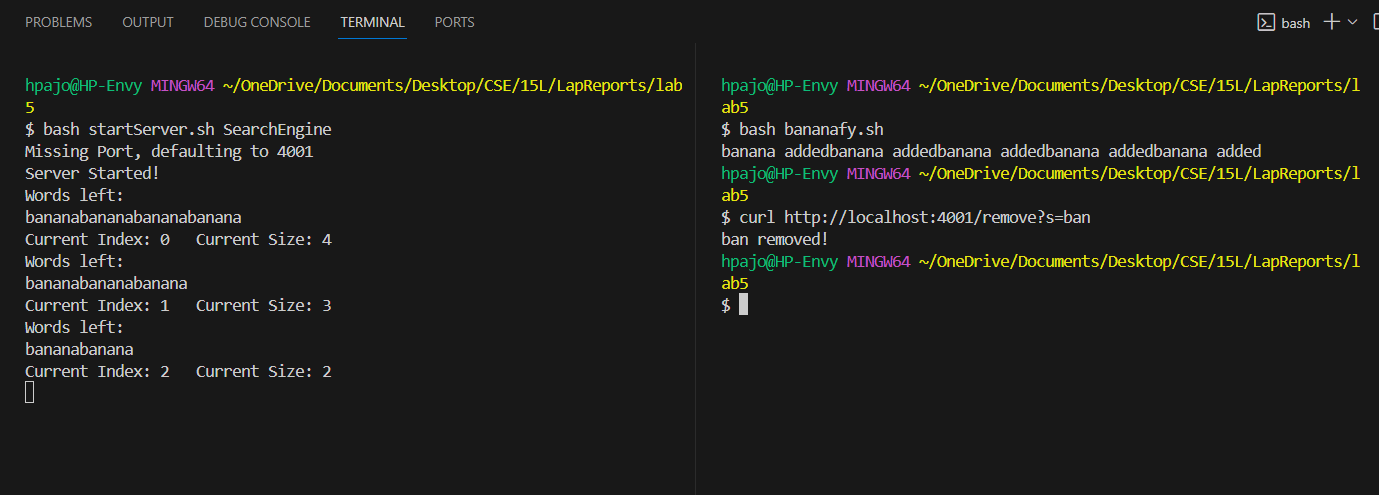 PROBLEMS OUTPUT DEBUG CONSOLE TERMINAL PORTS bash
hpajo@HP-Envy MINGW64 ~/OneDrive/Documents/Desktop/CSE/15L/LapReports/lab
5
$ bash startServer.sh SearchEngine
Missing Port, defaulting to 4001
Server Started!
Words left:
bananabananabananabanana
Current Index: 0   Current Size: 4
Words left:
bananabananabanana
Current Index: 1   Current Size: 3
Words left:
bananabanana
Current Index: 2   Current Size: 2
hpajo@HP-Envy MINGW64 ~/OneDrive/Documents/Desktop/CSE/15L/LapReports/l
ab5
$ bash bananafy.sh
banana addedbanana addedbanana addedbanana addedbanana added
hpajo@HP-Envy MINGW64 ~/OneDrive/Documents/Desktop/CSE/15L/LapReports/l
ab5
$ curl http://localhost:4001/remove?s=ban
ban removed!
hpajo@HP-Envy MINGW64 ~/OneDrive/Documents/Desktop/CSE/15L/LapReports/l
ab5
$